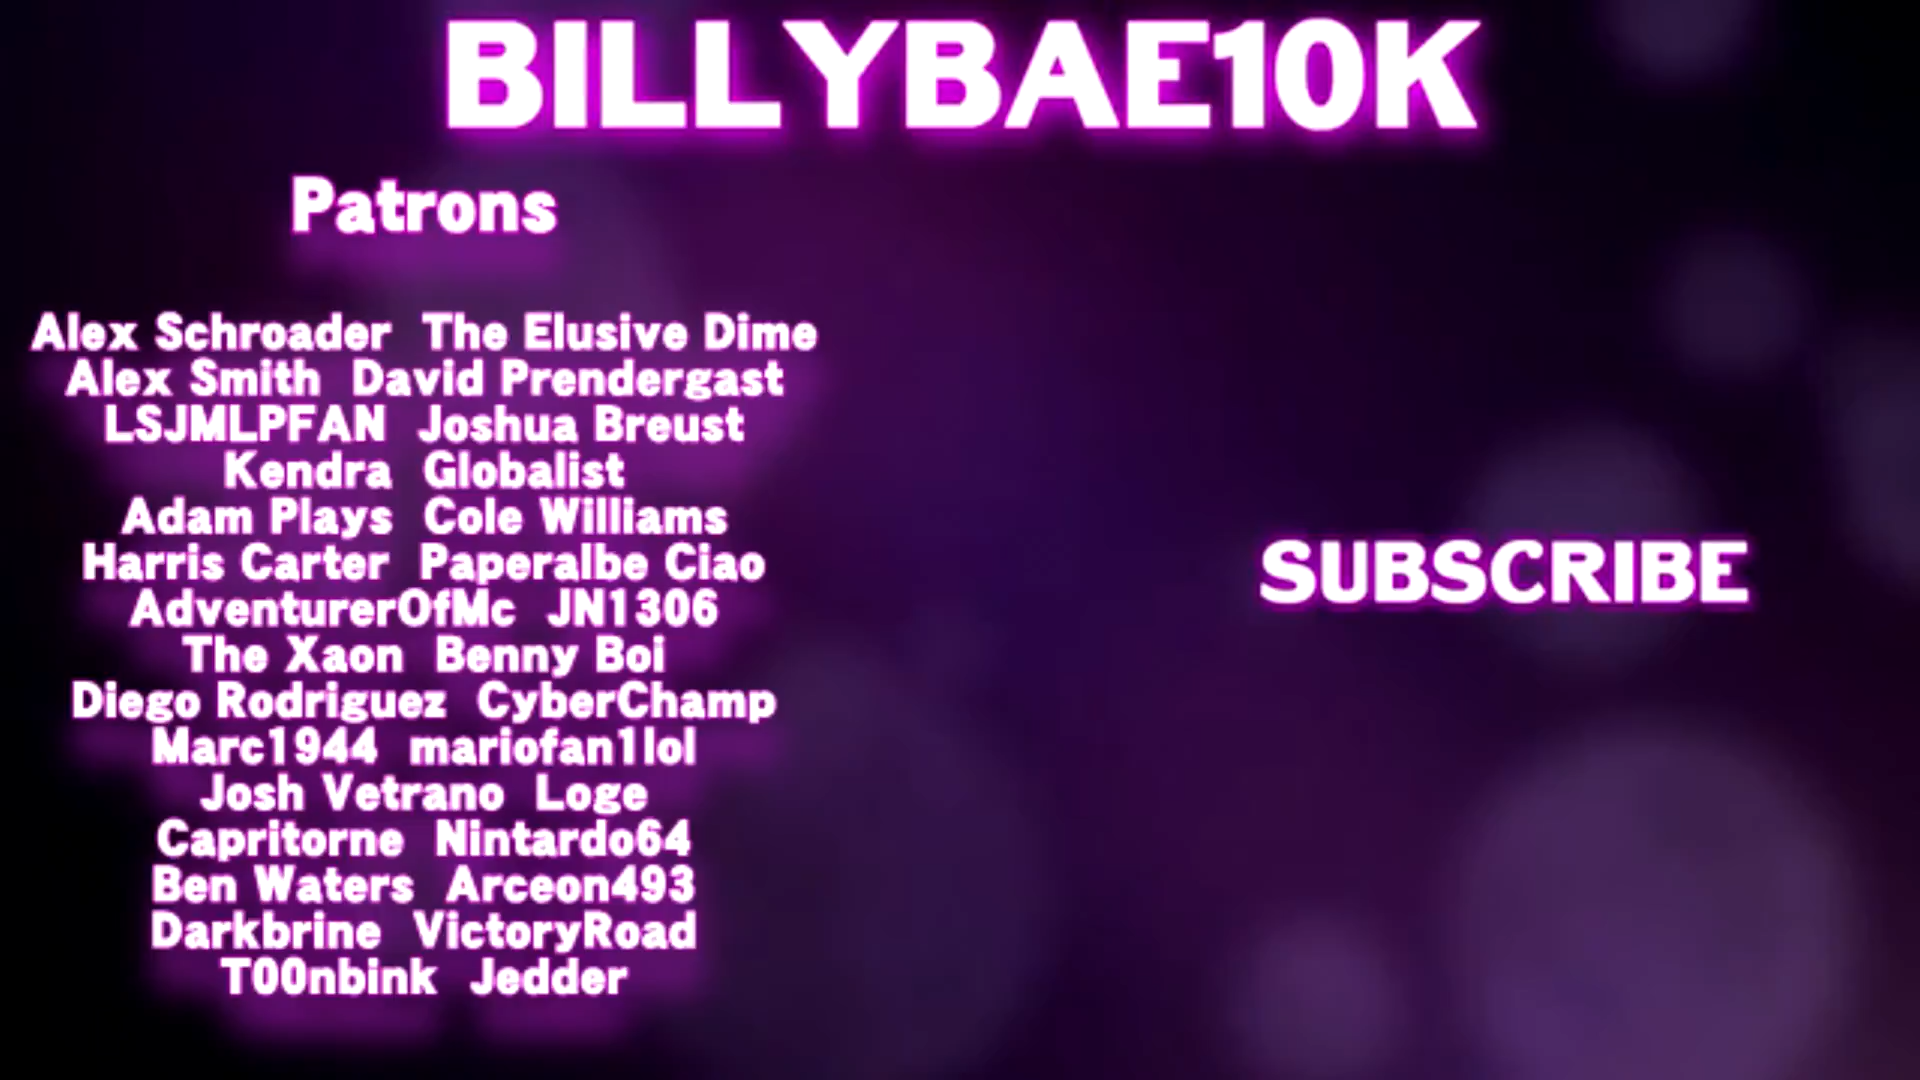 BILLYBAE10K
Patrons
Alex Schroader The Elusive Dime
Alex Smith David Prendergast
LSJMLPFAN Joshua Breust
Kendra Globalist
Adam Plays Cole Williams
Harris Carter Paperalbe Ciao
AdventurerOfMc JN1306
The Xaon Benny Boi
Diego Rodriguez CyberChamp
Marc1944 mariofan1lol
Josh Vetrano Loge
Capritorne Nintardo64
Ben Waters Arceon493
Darkbrine VictoryRoad
T00nbink Jedder
SUBSCRIBE